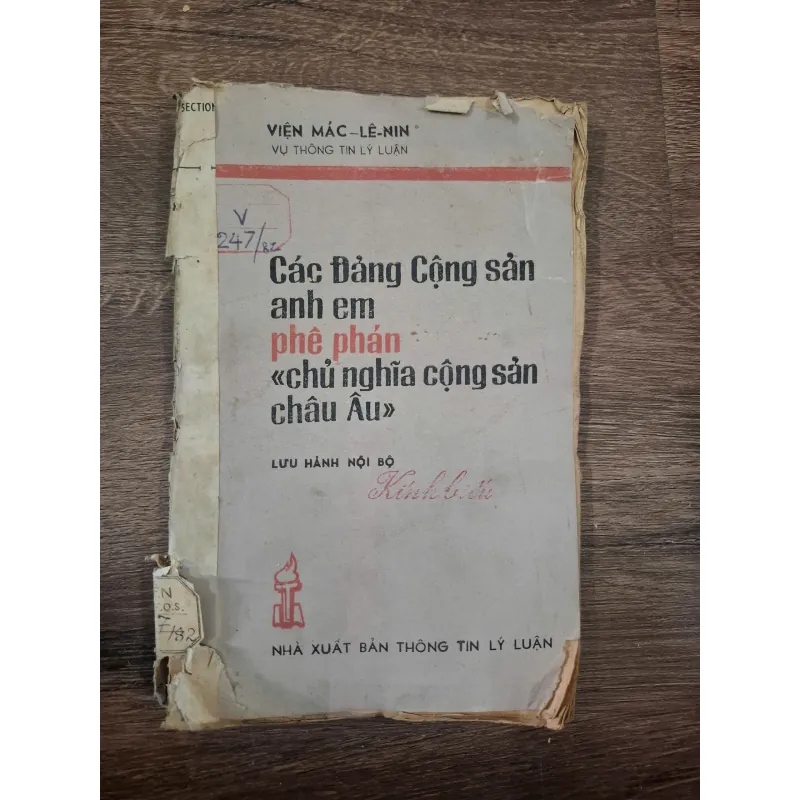 SECTION
VIỆN MÁC-LÊ-NIN
VỤ THÔNG TIN LÝ LUẬN
V
247/82
Các Đảng Cộng sản
anh em
phê phán
«chủ nghĩa cộng sản
châu Âu»
LƯU HÀNH NỘI BỘ
Kính biếu
N
.O.S.
/82
NHÀ XUẤT BẢN THÔNG TIN LÝ LUẬN